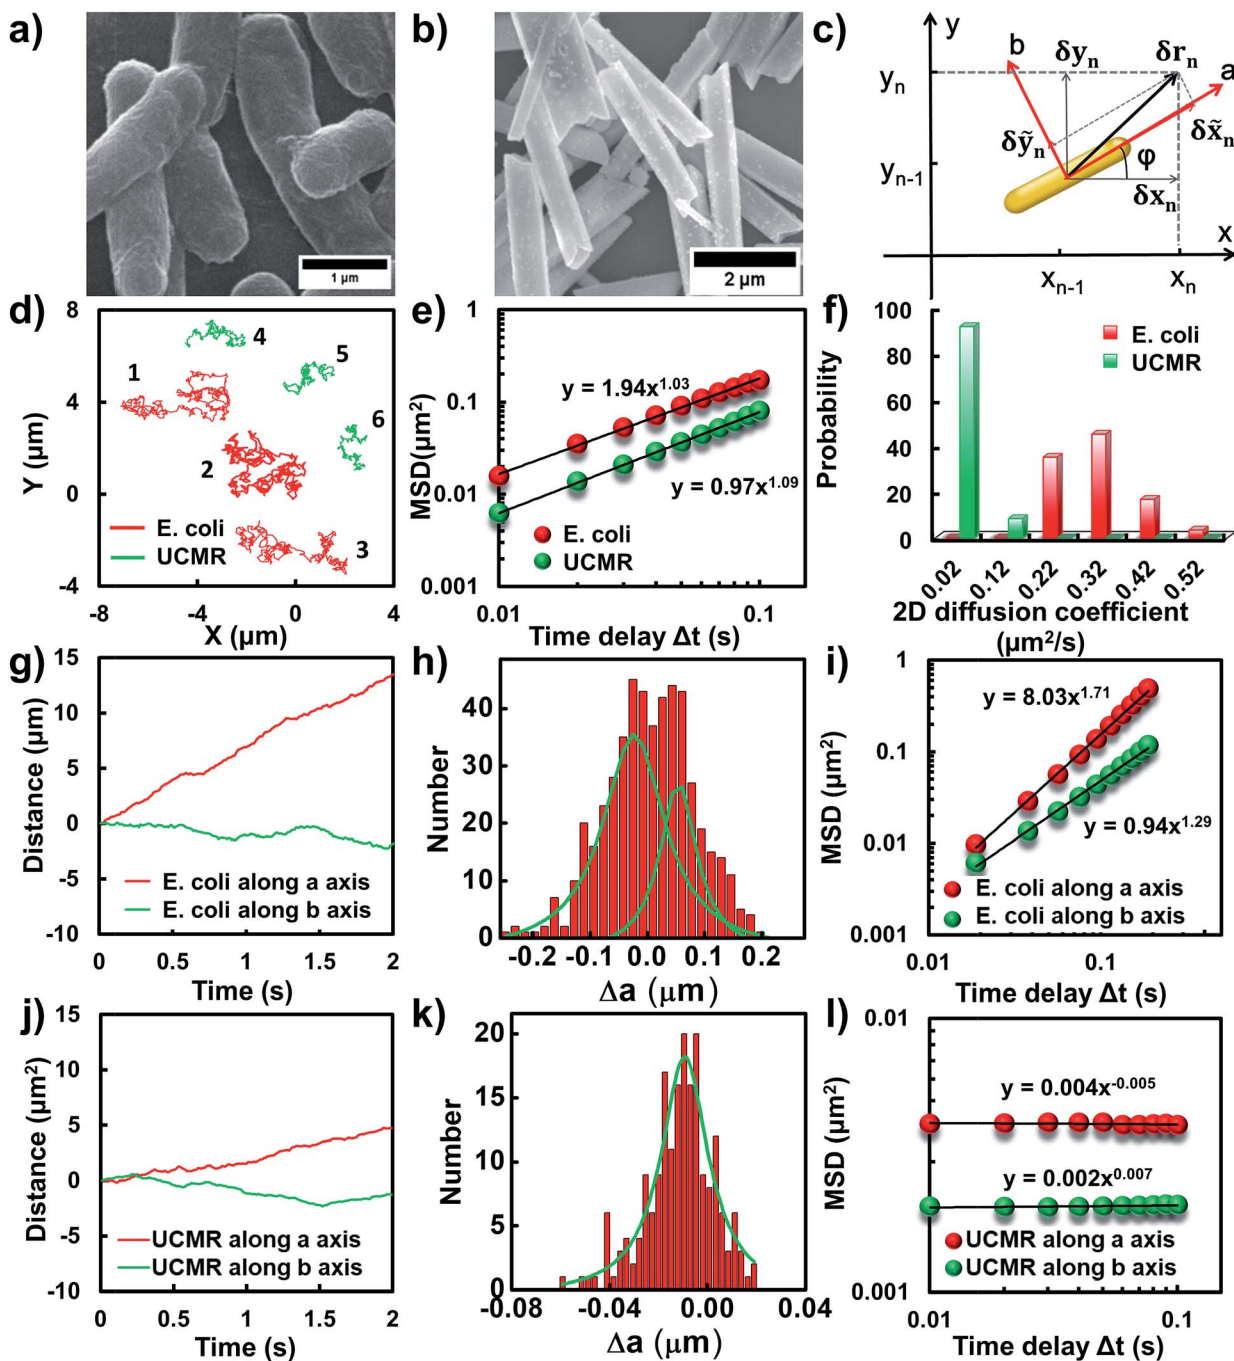 a)
1 µm
b)
2 µm
c)
y
b
δyₙ
δrₙ
a
yₙ
δx̃ₙ
δỹₙ
φ
yₙ₋₁
δxₙ
x
xₙ₋₁
xₙ
d)
8
4
0
-4
Y (µm)
1
2
3
4
5
6
E. coli
UCMR
-8
-4
0
4
X (µm)
e)
1
0.1
0.01
0.001
MSD(µm²)
y = 1.94x^1.03
y = 0.97x^1.09
E. coli
UCMR
0.01
0.1
Time delay Δt (s)
f)
100
80
60
40
20
0
Probability
E. coli
UCMR
0.02
0.12
0.22
0.32
0.42
0.52
2D diffusion coefficient
(µm²/s)
g)
15
10
5
0
-5
-10
Distance (µm)
E. coli along a axis
E. coli along b axis
0
0.5
1
1.5
2
Time (s)
h)
40
30
20
10
0
Number
-0.2
-0.1
0.0
0.1
0.2
Δa (µm)
i)
1
0.1
0.01
0.001
MSD (µm²)
y = 8.03x^1.71
y = 0.94x^1.29
E. coli along a axis
E. coli along b axis
0.01
0.1
Time delay Δt (s)
j)
15
10
5
0
-5
-10
Distance (µm²)
UCMR along a axis
UCMR along b axis
0
0.5
1
1.5
2
Time (s)
k)
20
15
10
5
0
Number
-0.08
-0.04
0.00
0.04
Δa (µm)
l)
0.01
0.001
MSD (µm²)
y = 0.004x^-0.005
y = 0.002x^0.007
UCMR along a axis
UCMR along b axis
0.01
0.1
Time delay Δt (s)